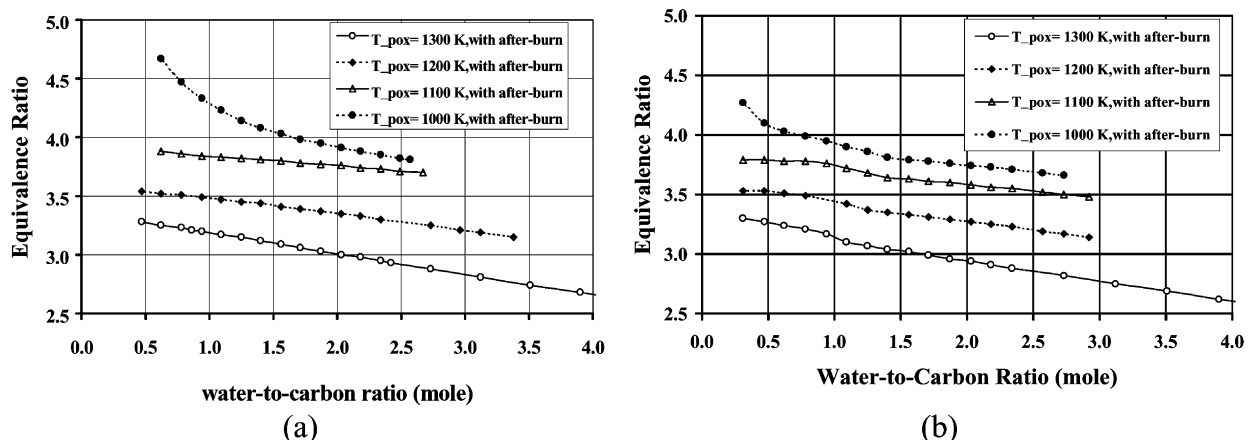 5.0
4.5
4.0
3.5
3.0
2.5
Equivalence Ratio
T_pox= 1300 K,with after-burn
T_pox= 1200 K,with after-burn
T_pox= 1100 K,with after-burn
T_pox= 1000 K,with after-burn
0.0 0.5 1.0 1.5 2.0 2.5 3.0 3.5 4.0
water-to-carbon ratio (mole)
(a)
5.0
4.5
4.0
3.5
3.0
2.5
Equivalence Ratio
T_pox= 1300 K,with after-burn
T_pox= 1200 K,with after-burn
T_pox= 1100 K,with after-burn
T_pox= 1000 K,with after-burn
0.0 0.5 1.0 1.5 2.0 2.5 3.0 3.5 4.0
Water-to-Carbon Ratio (mole)
(b)